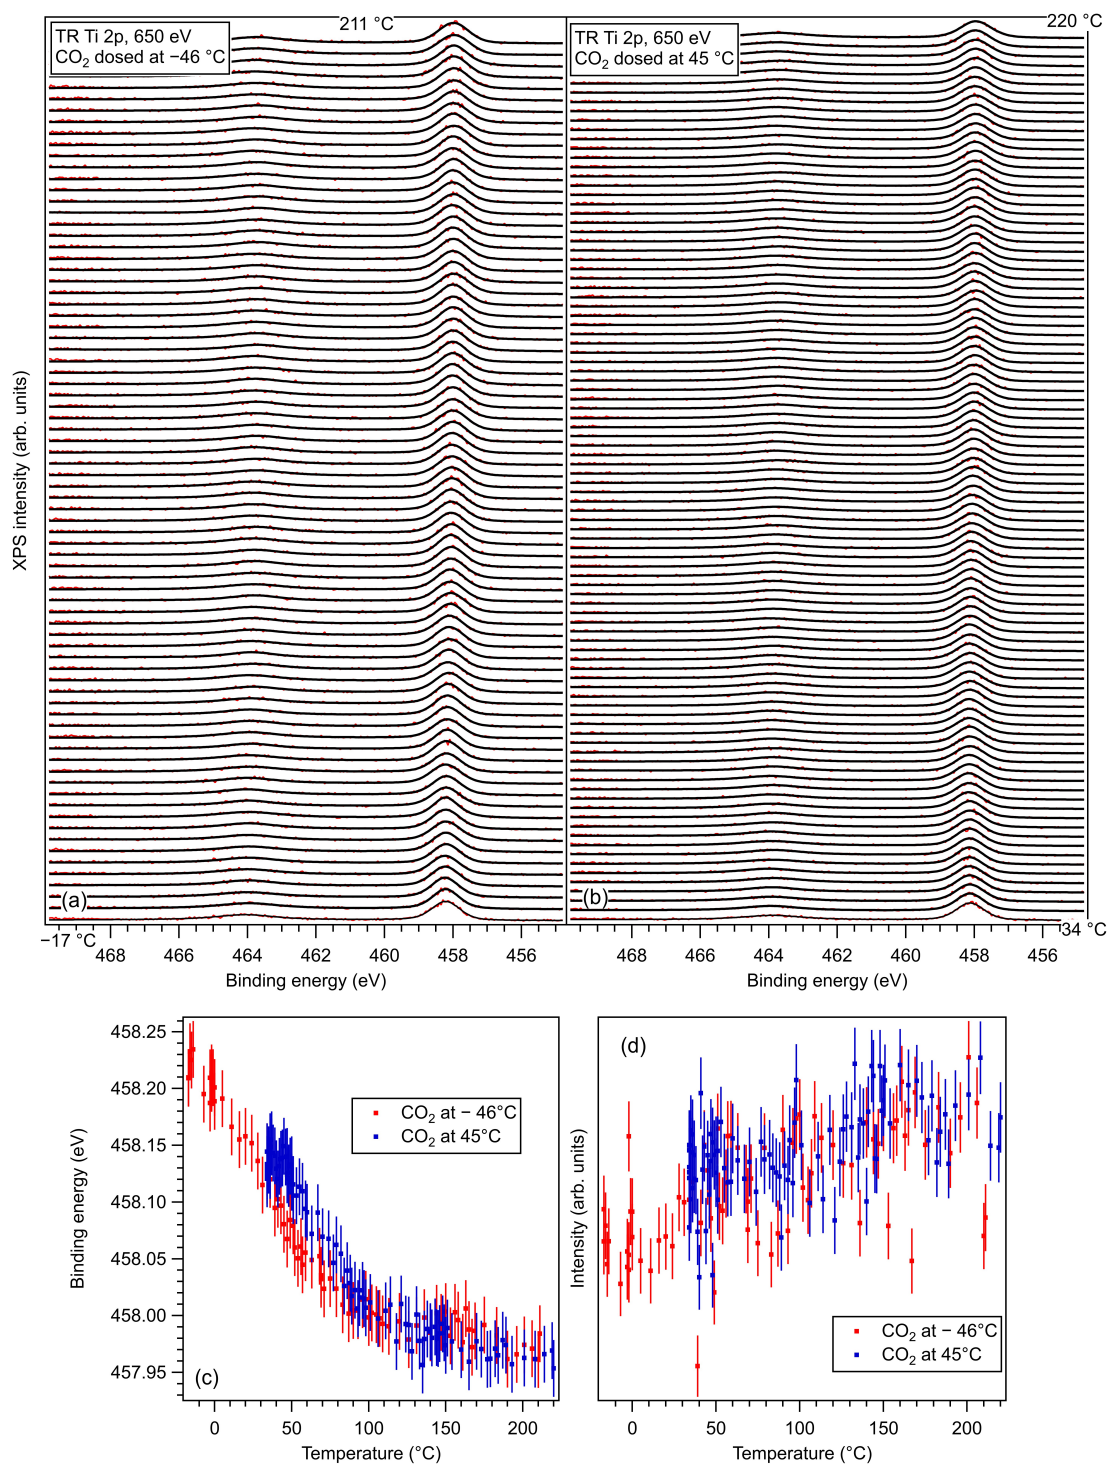 211 °C
220 °C
TR Ti 2p, 650 eV
CO₂ dosed at −46 °C
TR Ti 2p, 650 eV
CO₂ dosed at 45 °C
XPS intensity (arb. units)
(a)
(b)
−17 °C
34 °C
468 466 464 462 460 458 456
468 466 464 462 460 458 456
Binding energy (eV)
Binding energy (eV)
458.25
458.20
458.15
458.10
458.05
458.00
457.95
Binding energy (eV)
CO₂ at − 46°C
CO₂ at 45°C
(c)
0 50 100 150 200
Temperature (°C)
(d)
Intensity (arb. units)
CO₂ at − 46°C
CO₂ at 45°C
0 50 100 150 200
Temperature (°C)